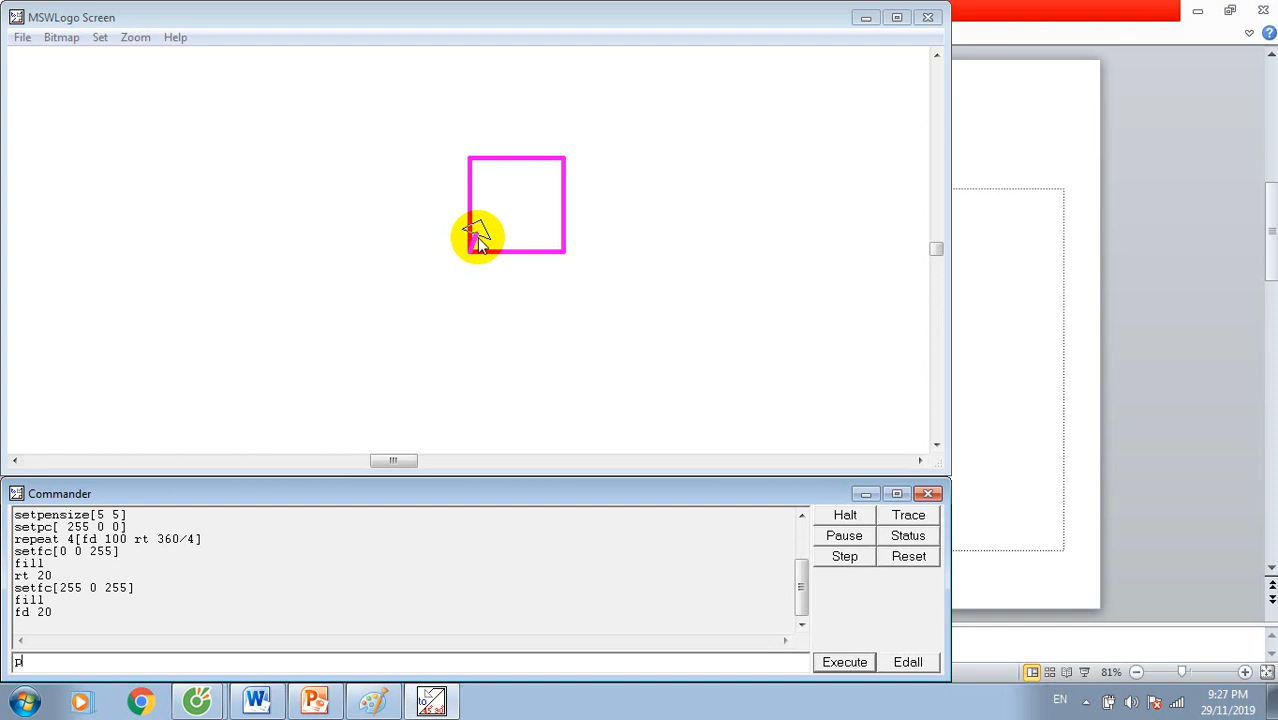 MSWLogo Screen
File Bitmap Set Zoom Help
Commander
setpensize[5 5]
setpc[ 255 0 0]
repeat 4[fd 100 rt 360/4]
setfc[0 0 255]
fill
rt 20
setfc[255 0 255]
fill
fd 20
p
Halt Trace
Pause Status
Step Reset
Execute Edall
81%
EN
9:27 PM
29/11/2019